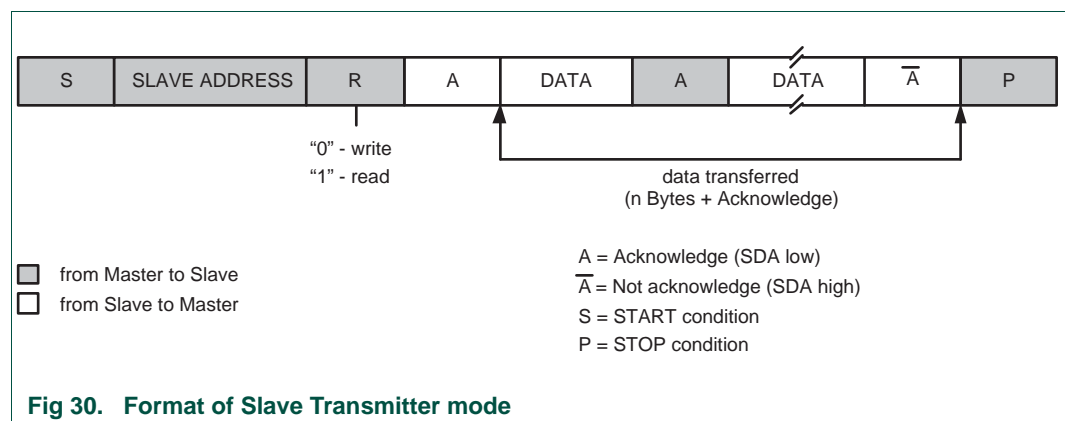 S SLAVE ADDRESS R A DATA A DATA A̅ P
“0” - write
“1” - read
data transferred
(n Bytes + Acknowledge)
from Master to Slave
from Slave to Master
A = Acknowledge (SDA low)
A̅ = Not acknowledge (SDA high)
S = START condition
P = STOP condition
Fig 30. Format of Slave Transmitter mode